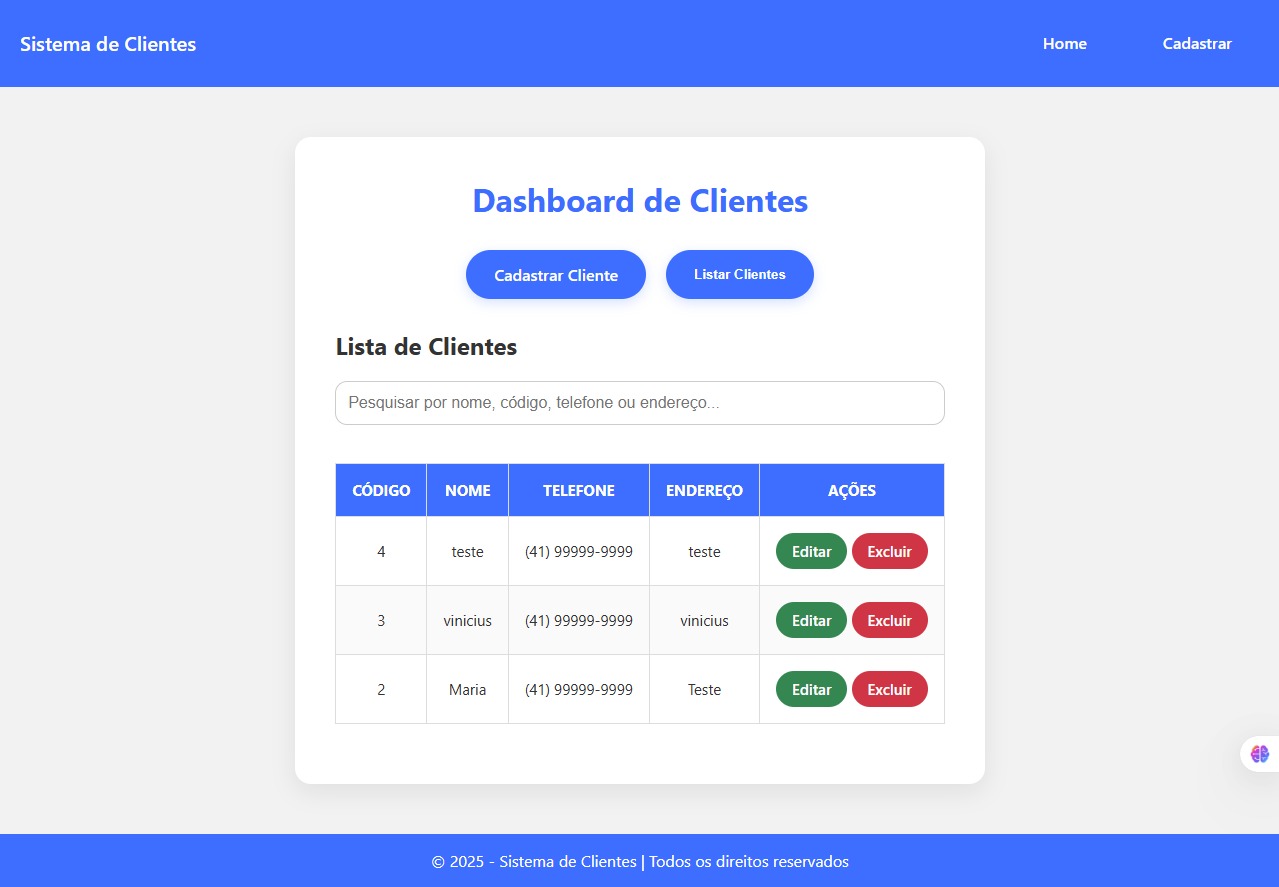 Sistema de Clientes Home Cadastrar
Dashboard de Clientes
Cadastrar Cliente Listar Clientes
Lista de Clientes
Pesquisar por nome, código, telefone ou endereço...
CÓDIGO NOME TELEFONE ENDEREÇO AÇÕES
4 teste (41) 99999-9999 teste Editar Excluir
3 vinicius (41) 99999-9999 vinicius Editar Excluir
2 Maria (41) 99999-9999 Teste Editar Excluir
© 2025 - Sistema de Clientes | Todos os direitos reservados